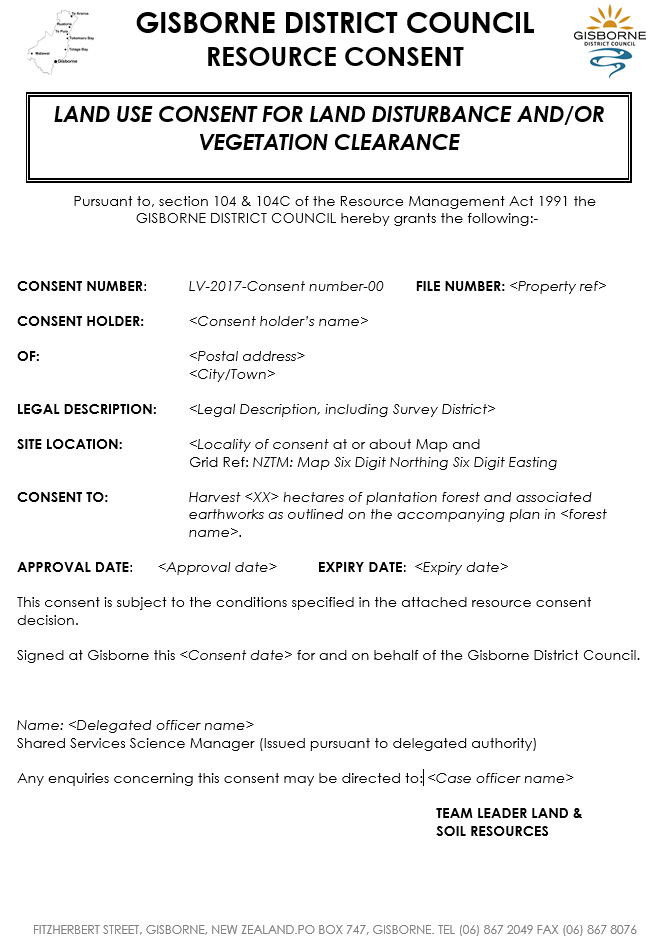 GISBORNE DISTRICT COUNCIL
RESOURCE CONSENT
Te Araroa
Ruatoria
Te Puia
Tokomaru Bay
Tolaga Bay
Matawai
Gisborne
GISBORNE
DISTRICT COUNCIL
LAND USE CONSENT FOR LAND DISTURBANCE AND/OR
VEGETATION CLEARANCE
Pursuant to, section 104 & 104C of the Resource Management Act 1991 the
GISBORNE DISTRICT COUNCIL hereby grants the following:-
CONSENT NUMBER: LV-2017-Consent number-00 FILE NUMBER: <Property ref>
CONSENT HOLDER: <Consent holder’s name>
OF: <Postal address>
<City/Town>
LEGAL DESCRIPTION: <Legal Description, including Survey District>
SITE LOCATION: <Locality of consent at or about Map and
Grid Ref: NZTM: Map Six Digit Northing Six Digit Easting
CONSENT TO: Harvest <XX> hectares of plantation forest and associated
earthworks as outlined on the accompanying plan in <forest
name>.
APPROVAL DATE: <Approval date> EXPIRY DATE: <Expiry date>
This consent is subject to the conditions specified in the attached resource consent
decision.
Signed at Gisborne this <Consent date> for and on behalf of the Gisborne District Council.
Name: <Delegated officer name>
Shared Services Science Manager (Issued pursuant to delegated authority)
Any enquiries concerning this consent may be directed to: <Case officer name>
TEAM LEADER LAND &
SOIL RESOURCES
FITZHERBERT STREET, GISBORNE, NEW ZEALAND.PO BOX 747, GISBORNE. TEL (06) 867 2049 FAX (06) 867 8076